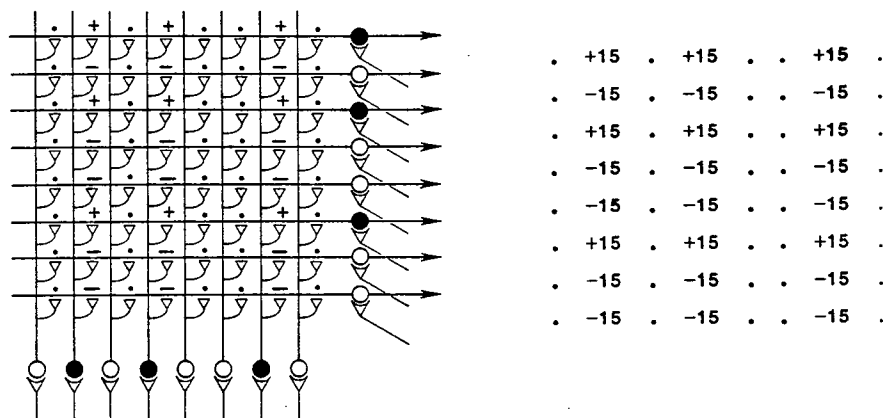 . + . + . . + .
. +15 . +15 . . +15 .
. — . — . . — .
. −15 . −15 . . −15 .
. + . + . . + .
. +15 . +15 . . +15 .
. — . — . . — .
. −15 . −15 . . −15 .
. — . — . . — .
. −15 . −15 . . −15 .
. + . + . . + .
. +15 . +15 . . +15 .
. — . — . . — .
. −15 . −15 . . −15 .
. — . — . . — .
. −15 . −15 . . −15 .